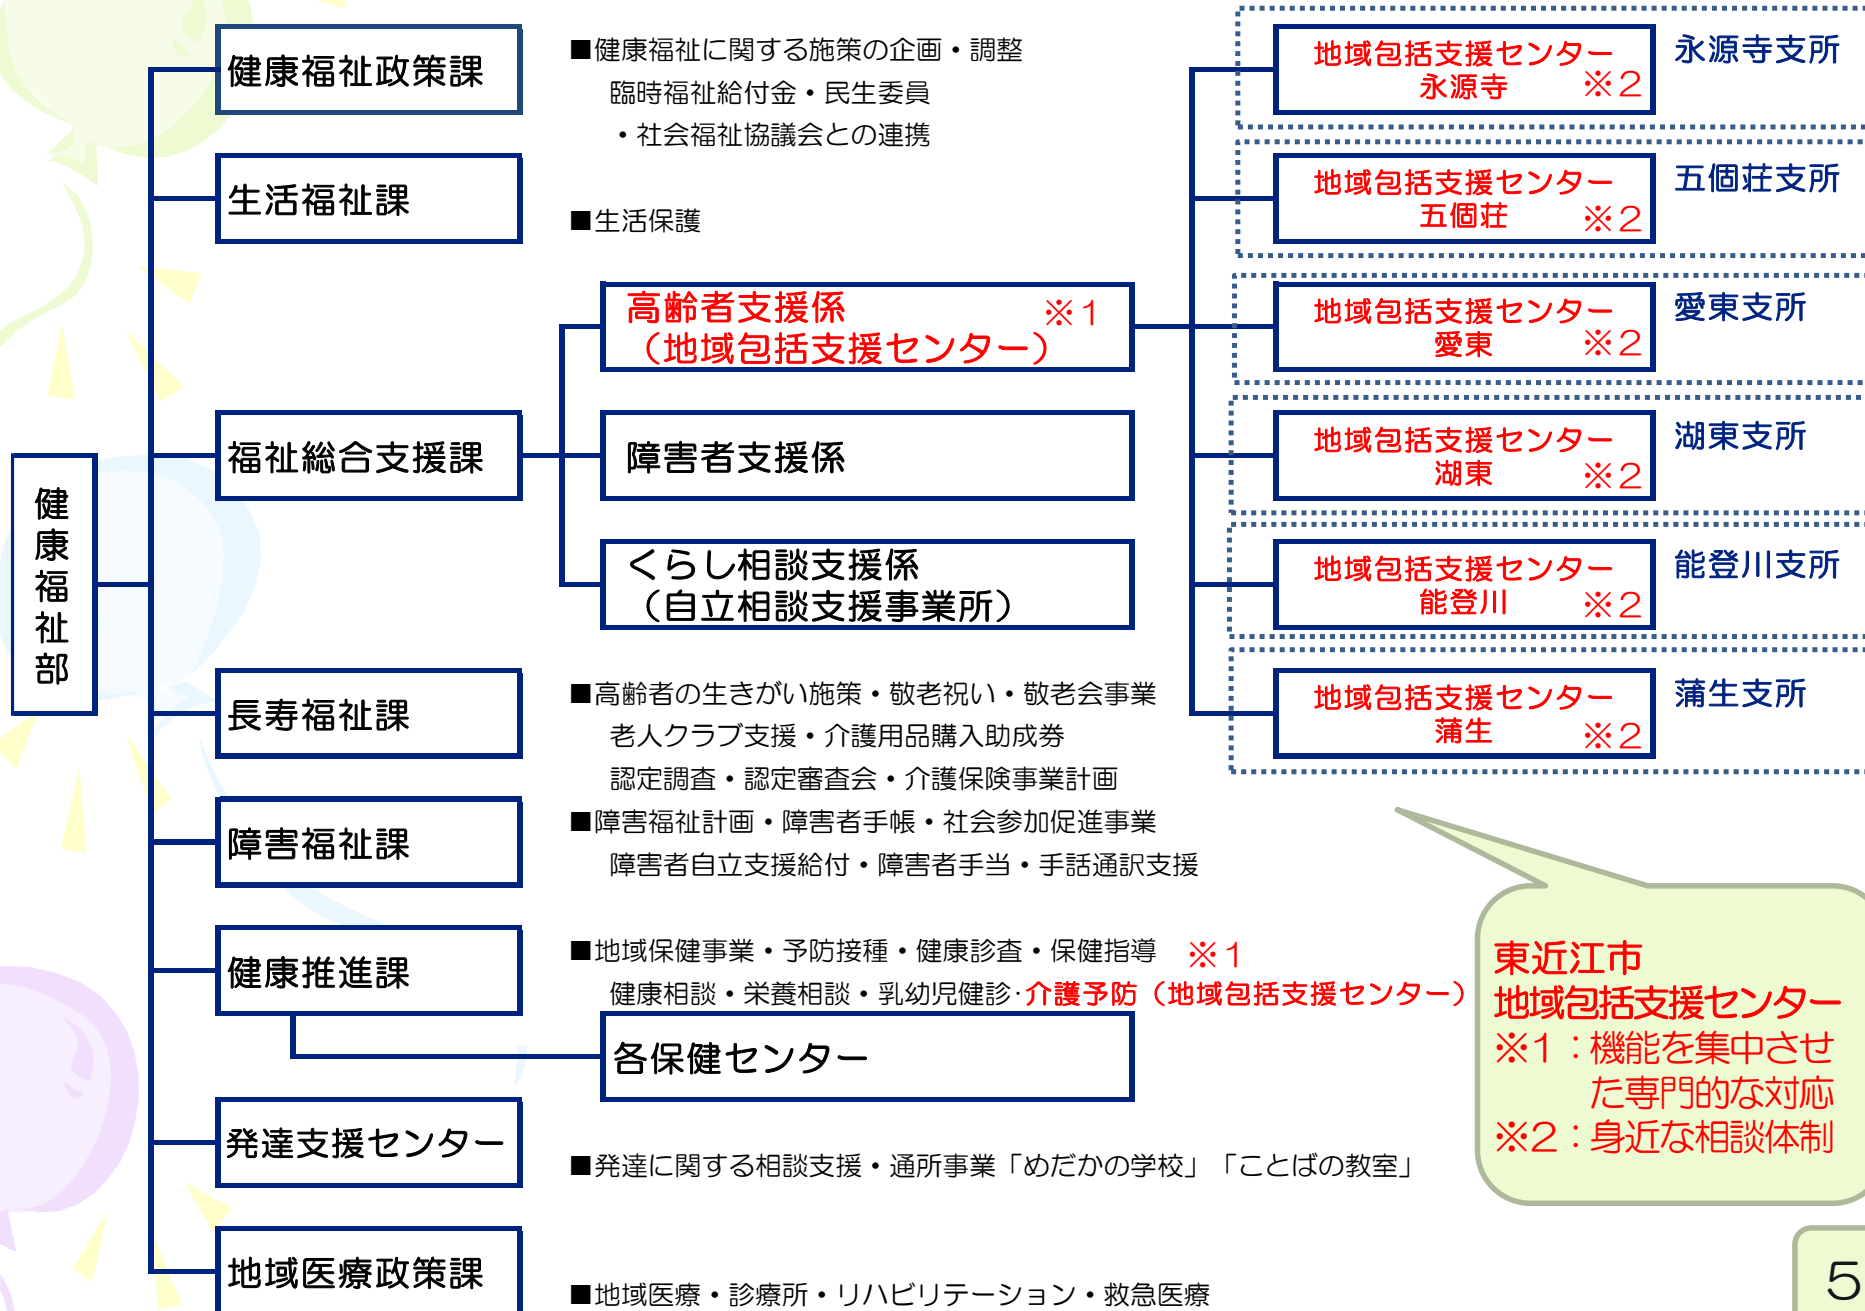 健康福祉部
健康福祉政策課
■健康福祉に関する施策の企画・調整
臨時福祉給付金・民生委員
・社会福祉協議会との連携
生活福祉課
■生活保護
福祉総合支援課
高齢者支援係 ※1
（地域包括支援センター）
障害者支援係
くらし相談支援係
（自立相談支援事業所）
地域包括支援センター
永源寺 ※2
永源寺支所
地域包括支援センター
五個荘 ※2
五個荘支所
地域包括支援センター
愛東 ※2
愛東支所
地域包括支援センター
湖東 ※2
湖東支所
地域包括支援センター
能登川 ※2
能登川支所
地域包括支援センター
蒲生 ※2
蒲生支所
長寿福祉課
■高齢者の生きがい施策・敬老祝い・敬老会事業
老人クラブ支援・介護用品購入助成券
認定調査・認定審査会・介護保険事業計画
障害福祉課
■障害福祉計画・障害者手帳・社会参加促進事業
障害者自立支援給付・障害者手当・手話通訳支援
健康推進課
■地域保健事業・予防接種・健康診査・保健指導 ※1
健康相談・栄養相談・乳幼児健診・介護予防（地域包括支援センター）
各保健センター
発達支援センター
■発達に関する相談支援・通所事業「めだかの学校」「ことばの教室」
地域医療政策課
■地域医療・診療所・リハビリテーション・救急医療
東近江市
地域包括支援センター
※1：機能を集中させ
た専門的な対応
※2：身近な相談体制
5